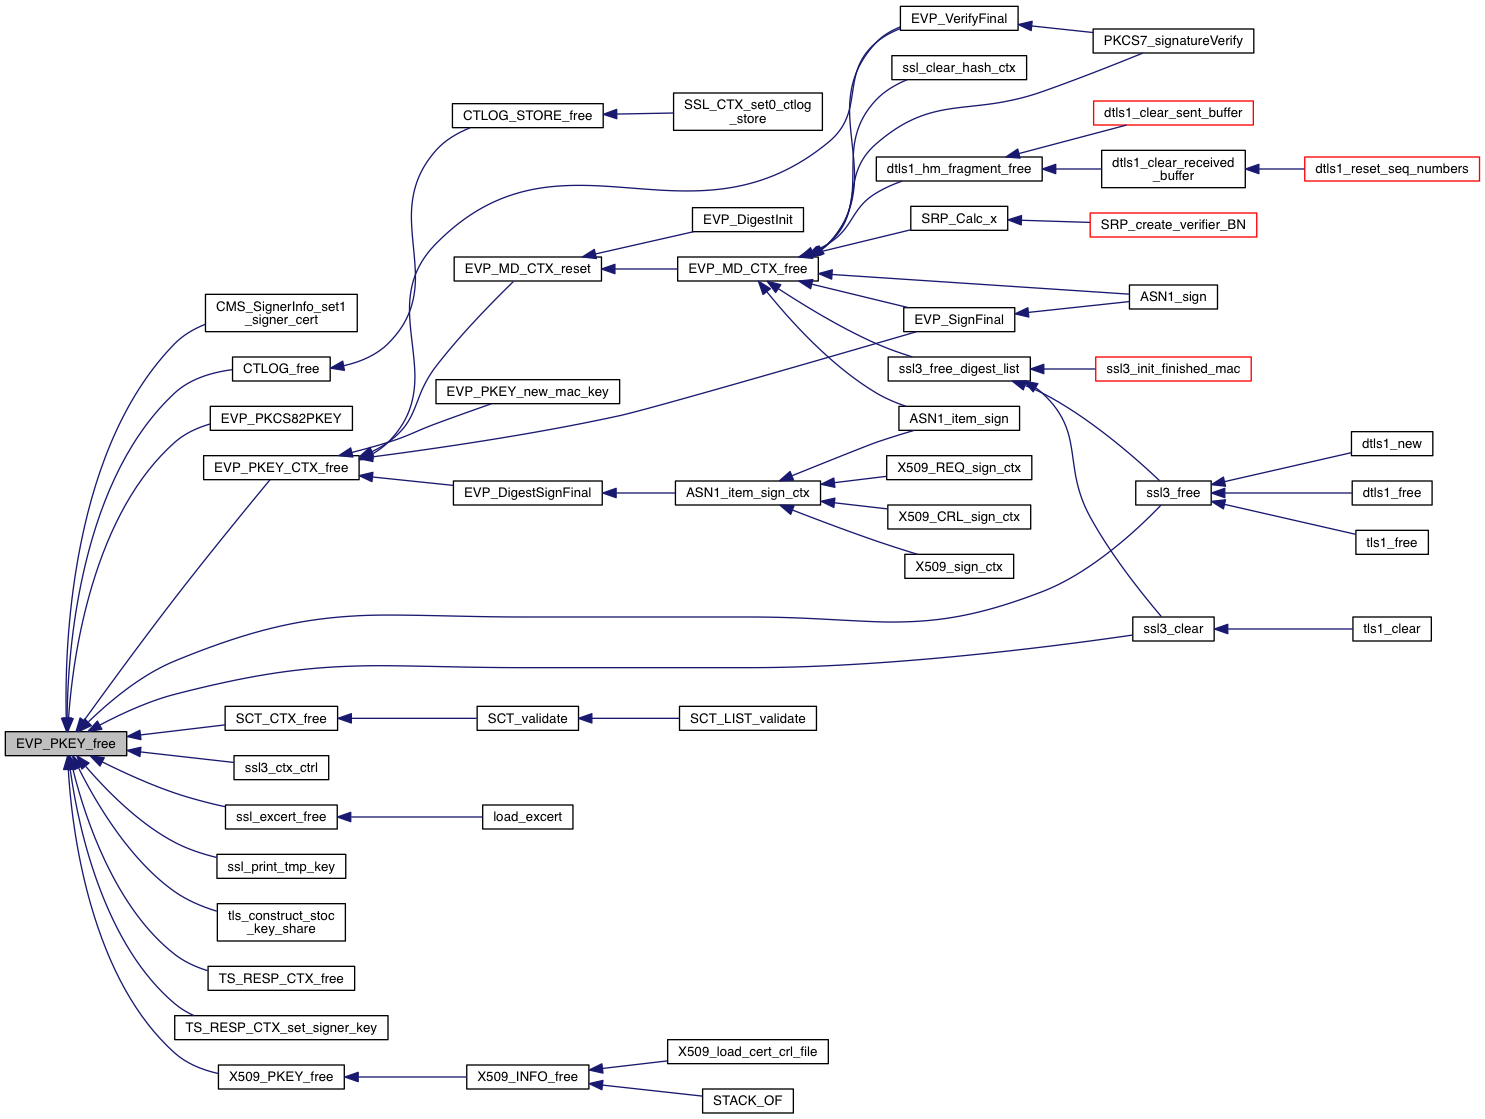 EVP_VerifyFinal
PKCS7_signatureVerify
ssl_clear_hash_ctx
CTLOG_STORE_free
SSL_CTX_set0_ctlog
_store
dtls1_clear_sent_buffer
dtls1_hm_fragment_free
dtls1_clear_received
_buffer
dtls1_reset_seq_numbers
EVP_DigestInit
SRP_Calc_x
SRP_create_verifier_BN
EVP_MD_CTX_reset
EVP_MD_CTX_free
ASN1_sign
CMS_SignerInfo_set1
_signer_cert
EVP_SignFinal
CTLOG_free
ssl3_free_digest_list
ssl3_init_finished_mac
EVP_PKEY_new_mac_key
EVP_PKCS82PKEY
ASN1_item_sign
dtls1_new
EVP_PKEY_CTX_free
X509_REQ_sign_ctx
EVP_DigestSignFinal
ASN1_item_sign_ctx
ssl3_free
dtls1_free
X509_CRL_sign_ctx
tls1_free
X509_sign_ctx
ssl3_clear
tls1_clear
SCT_CTX_free
SCT_validate
SCT_LIST_validate
EVP_PKEY_free
ssl3_ctx_ctrl
ssl_excert_free
load_excert
ssl_print_tmp_key
tls_construct_stoc
_key_share
TS_RESP_CTX_free
TS_RESP_CTX_set_signer_key
X509_load_cert_crl_file
X509_PKEY_free
X509_INFO_free
STACK_OF